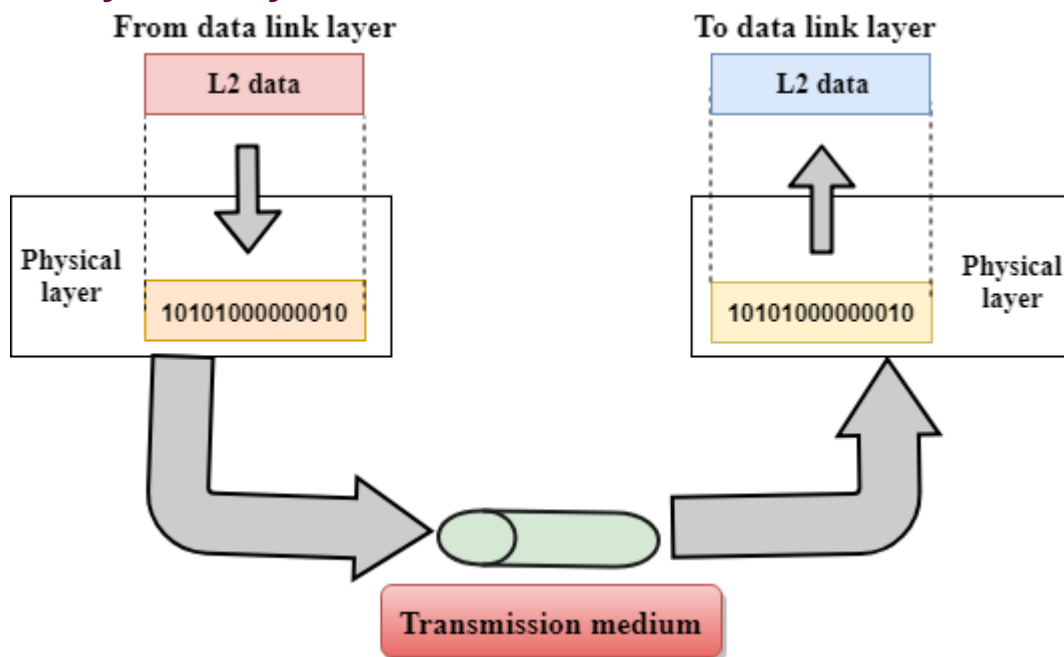 From data link layer
To data link layer
L2 data
L2 data
Physical
layer
Physical
layer
10101000000010
10101000000010
Transmission medium